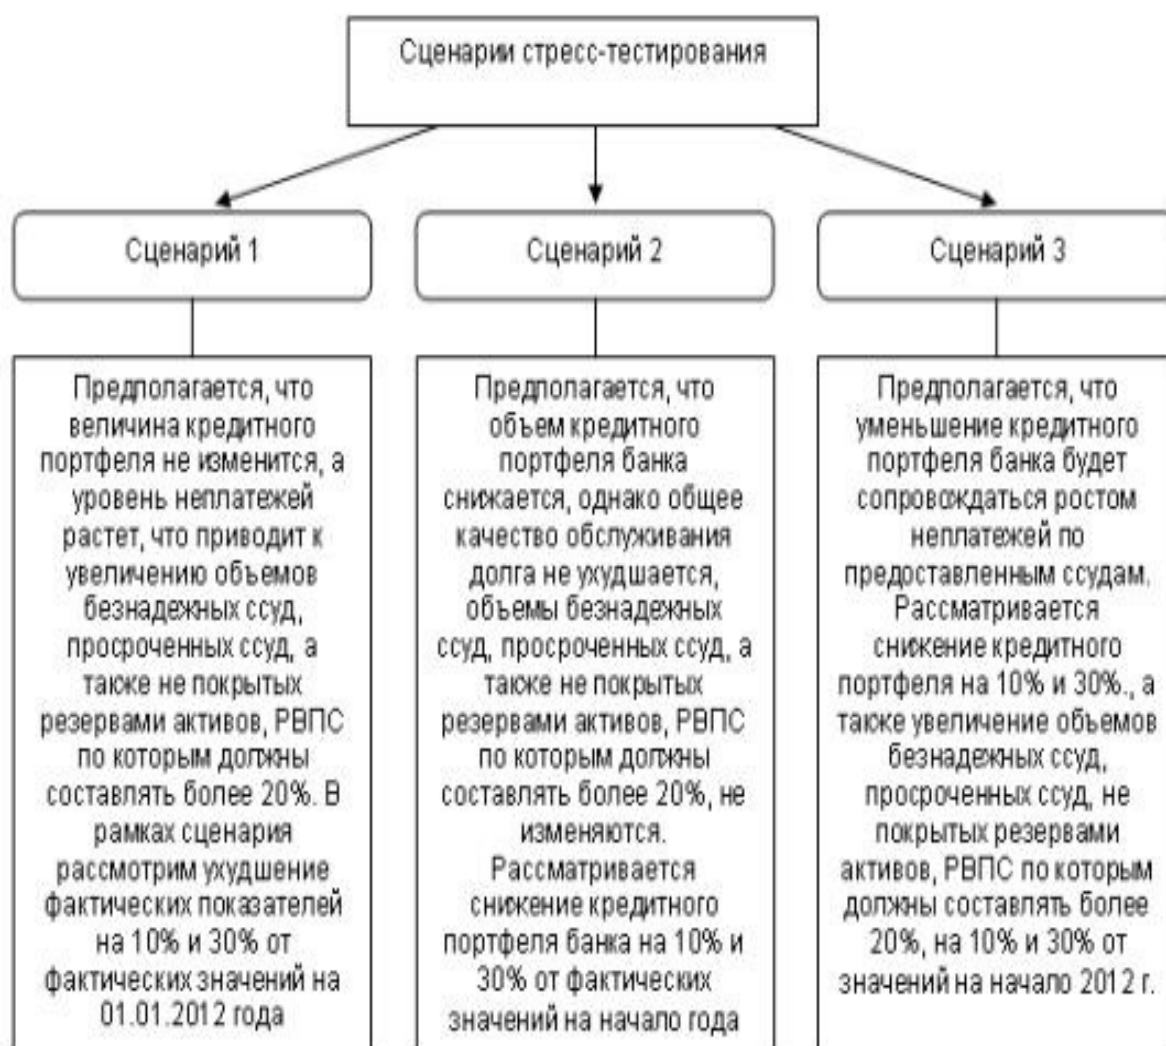 Сценарии стресс-тестирования
Сценарий 1
Предполагается, что
величина кредитного
портфеля не изменится, а
уровень неплатежей
растет, что приводит к
увеличению объемов
безнадежных ссуд,
просроченных ссуд, а
также не покрытых
резервами активов, РВПС
по которым должны
составлять более 20%. В
рамках сценария
рассмотрим ухудшение
фактических показателей
на 10% и 30% от
фактических значений на
01.01.2012 года
Сценарий 2
Предполагается, что
объем кредитного
портфеля банка
снижается, однако общее
качество обслуживания
долга не ухудшается,
объемы безнадежных
ссуд, просроченных ссуд, а
также не покрытых
резервами активов, РВПС
по которым должны
составлять более 20%, не
изменяются.
Рассматривается
снижение кредитного
портфеля банка на 10% и
30% от фактических
значений на начало года
Сценарий 3
Предполагается, что
уменьшение кредитного
портфеля банка будет
сопровождаться ростом
неплатежей по
предоставленным ссудам.
Рассматривается
снижение кредитного
портфеля на 10% и 30%., а
также увеличение объемов
безнадежных ссуд,
просроченных ссуд, не
покрытых резервами
активов, РВПС по которым
должны составлять более
20%, на 10% и 30% от
значений на начало 2012 г.